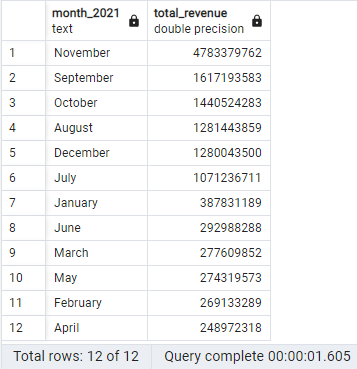 month_2021 total_revenue
text double precision
1 November 4783379762
2 September 1617193583
3 October 1440524283
4 August 1281443859
5 December 1280043500
6 July 1071236711
7 January 387831189
8 June 292988288
9 March 277609852
10 May 274319573
11 February 269133289
12 April 248972318
Total rows: 12 of 12 Query complete 00:00:01.605